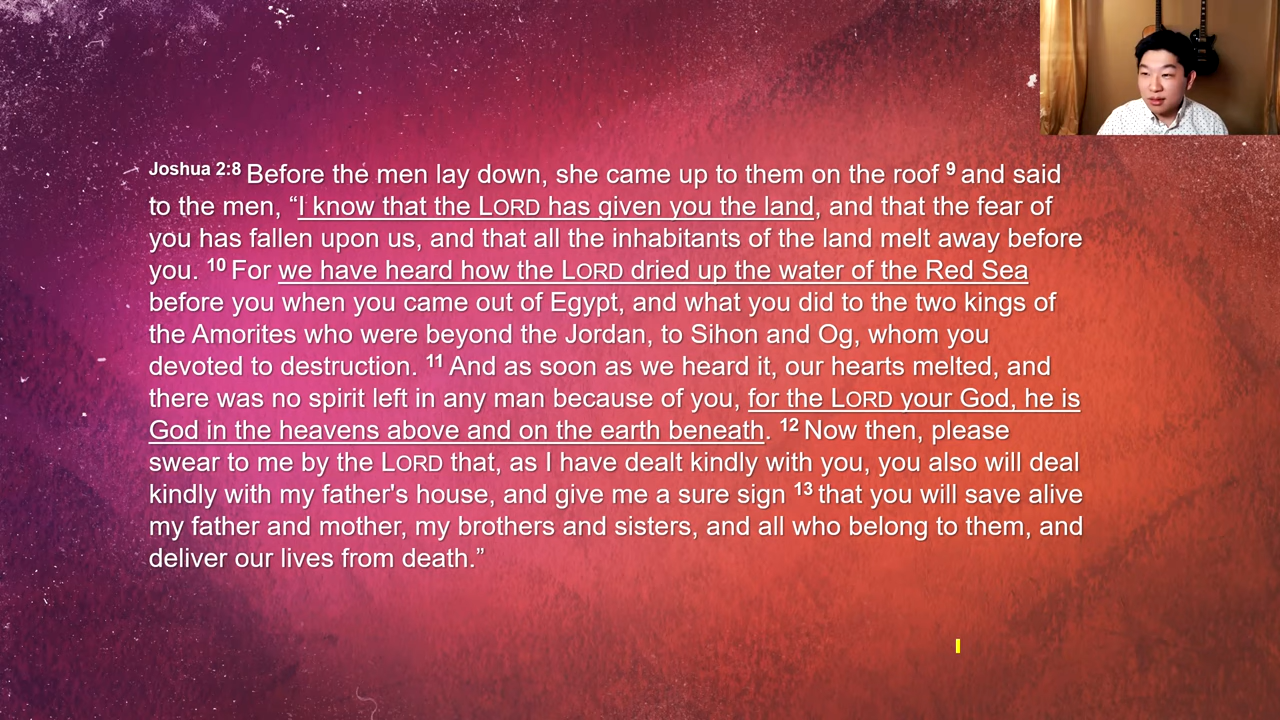 Joshua 2:8 Before the men lay down, she came up to them on the roof 9 and said
to the men, “I know that the LORD has given you the land, and that the fear of
you has fallen upon us, and that all the inhabitants of the land melt away before
you. 10 For we have heard how the LORD dried up the water of the Red Sea
before you when you came out of Egypt, and what you did to the two kings of
the Amorites who were beyond the Jordan, to Sihon and Og, whom you
devoted to destruction. 11 And as soon as we heard it, our hearts melted, and
there was no spirit left in any man because of you, for the LORD your God, he is
God in the heavens above and on the earth beneath. 12 Now then, please
swear to me by the LORD that, as I have dealt kindly with you, you also will deal
kindly with my father's house, and give me a sure sign 13 that you will save alive
my father and mother, my brothers and sisters, and all who belong to them, and
deliver our lives from death.”